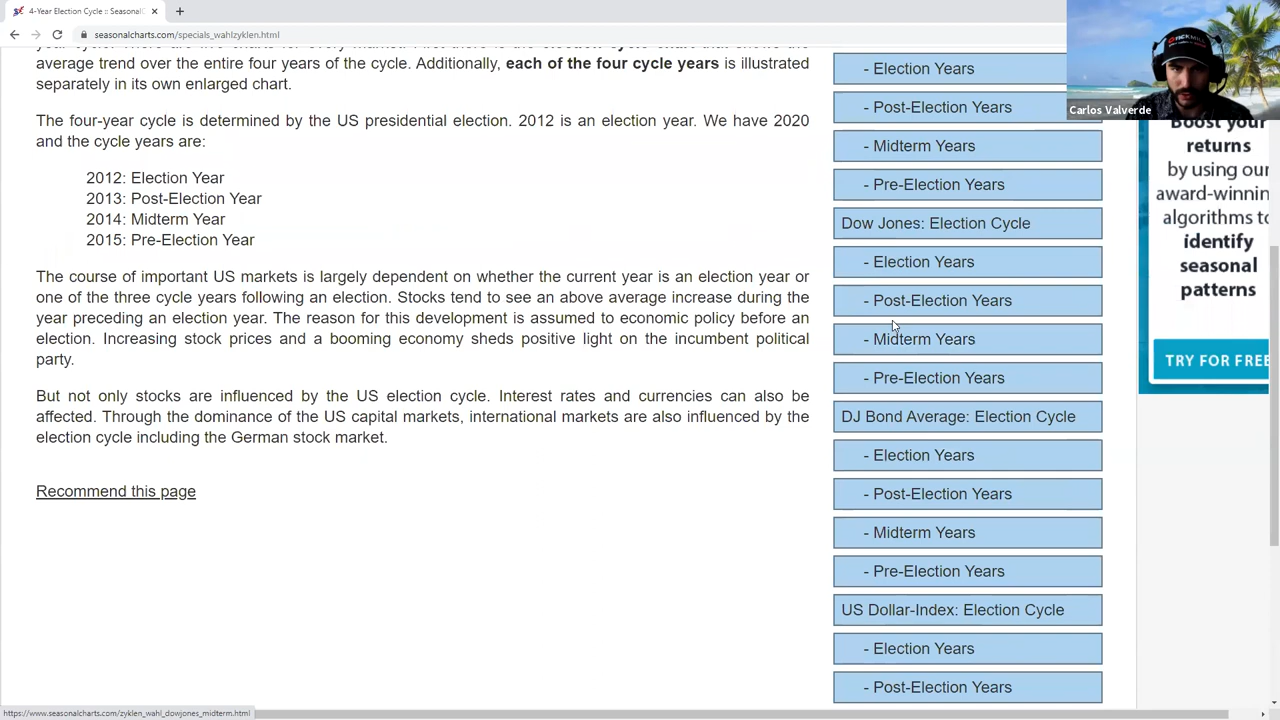 4-Year Election Cycle :: SeasonalC
seasonalcharts.com/specials_wahlzyklen.html
average trend over the entire four years of the cycle. Additionally, each of the four cycle years is illustrated
separately in its own enlarged chart.
The four-year cycle is determined by the US presidential election. 2012 is an election year. We have 2020
and the cycle years are:
2012: Election Year
2013: Post-Election Year
2014: Midterm Year
2015: Pre-Election Year
The course of important US markets is largely dependent on whether the current year is an election year or
one of the three cycle years following an election. Stocks tend to see an above average increase during the
year preceding an election year. The reason for this development is assumed to economic policy before an
election. Increasing stock prices and a booming economy sheds positive light on the incumbent political
party.
But not only stocks are influenced by the US election cycle. Interest rates and currencies can also be
affected. Through the dominance of the US capital markets, international markets are also influenced by the
election cycle including the German stock market.
Recommend this page
- Election Years
- Post-Election Years
- Midterm Years
- Pre-Election Years
Dow Jones: Election Cycle
- Election Years
- Post-Election Years
- Midterm Years
- Pre-Election Years
DJ Bond Average: Election Cycle
- Election Years
- Post-Election Years
- Midterm Years
- Pre-Election Years
US Dollar-Index: Election Cycle
- Election Years
- Post-Election Years
TICKMILL
Carlos Valverde
Boost your
returns
by using our
award-winnin
algorithms to
identify
seasonal
patterns
TRY FOR FREE
https://www.seasonalcharts.com/zyklen_wahl_dowjones_midterm.html